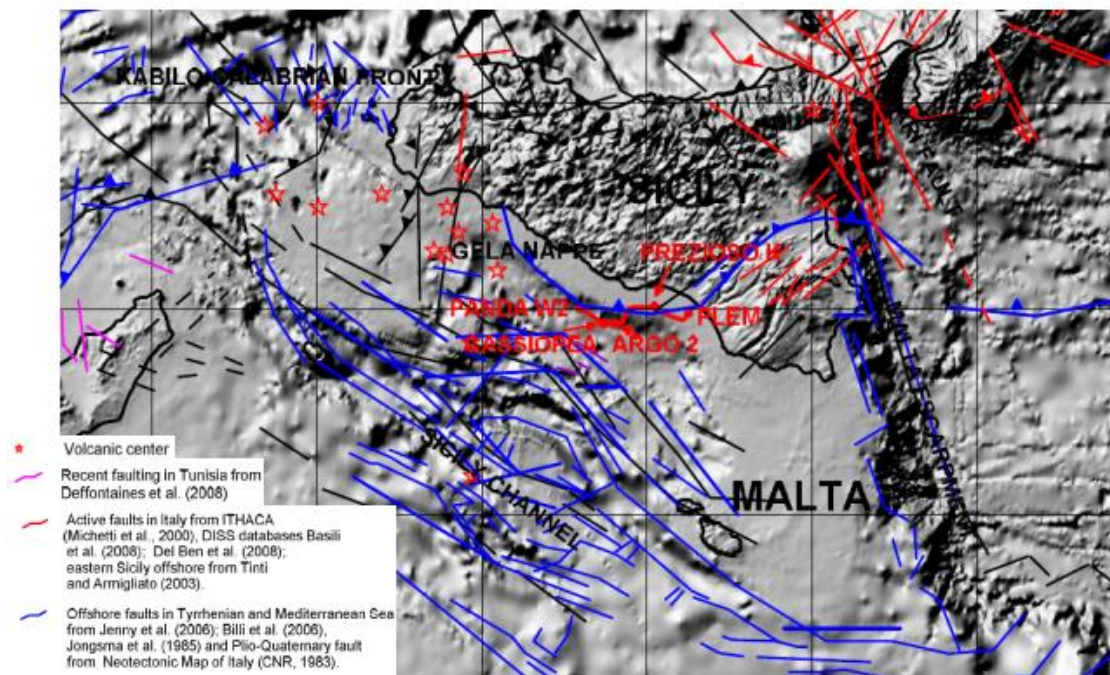 KABILO-CALABRIAN FRONT
SICILY
FAULT
GELA NAPPE
PREZIOSO K
PANDA W2
PLEM
CASSIOPEA ARGO 2
SICILY CHANNEL
MALTA
MALTA ESCARPMENT
Volcanic center
Recent faulting in Tunisia from
Deffontaines et al. (2008)
Active faults in Italy from ITHACA
(Michetti et al., 2000), DISS databases Basili
et al. (2008); Del Ben et al. (2008);
eastern Sicily offshore from Tinti
and Armigliato (2003).
Offshore faults in Tyrrhenian and Mediterranean Sea
from Jenny et al. (2006); Billi et al. (2006),
Jongsma et al. (1985) and Plio-Quaternary fault
from Neotectonic Map of Italy (CNR, 1983).